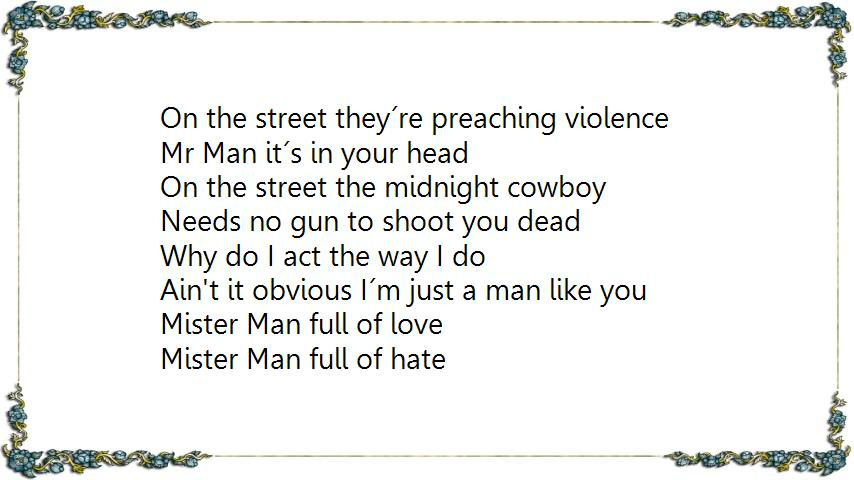 On the street they´re preaching violence
Mr Man it´s in your head
On the street the midnight cowboy
Needs no gun to shoot you dead
Why do I act the way I do
Ain't it obvious I´m just a man like you
Mister Man full of love
Mister Man full of hate